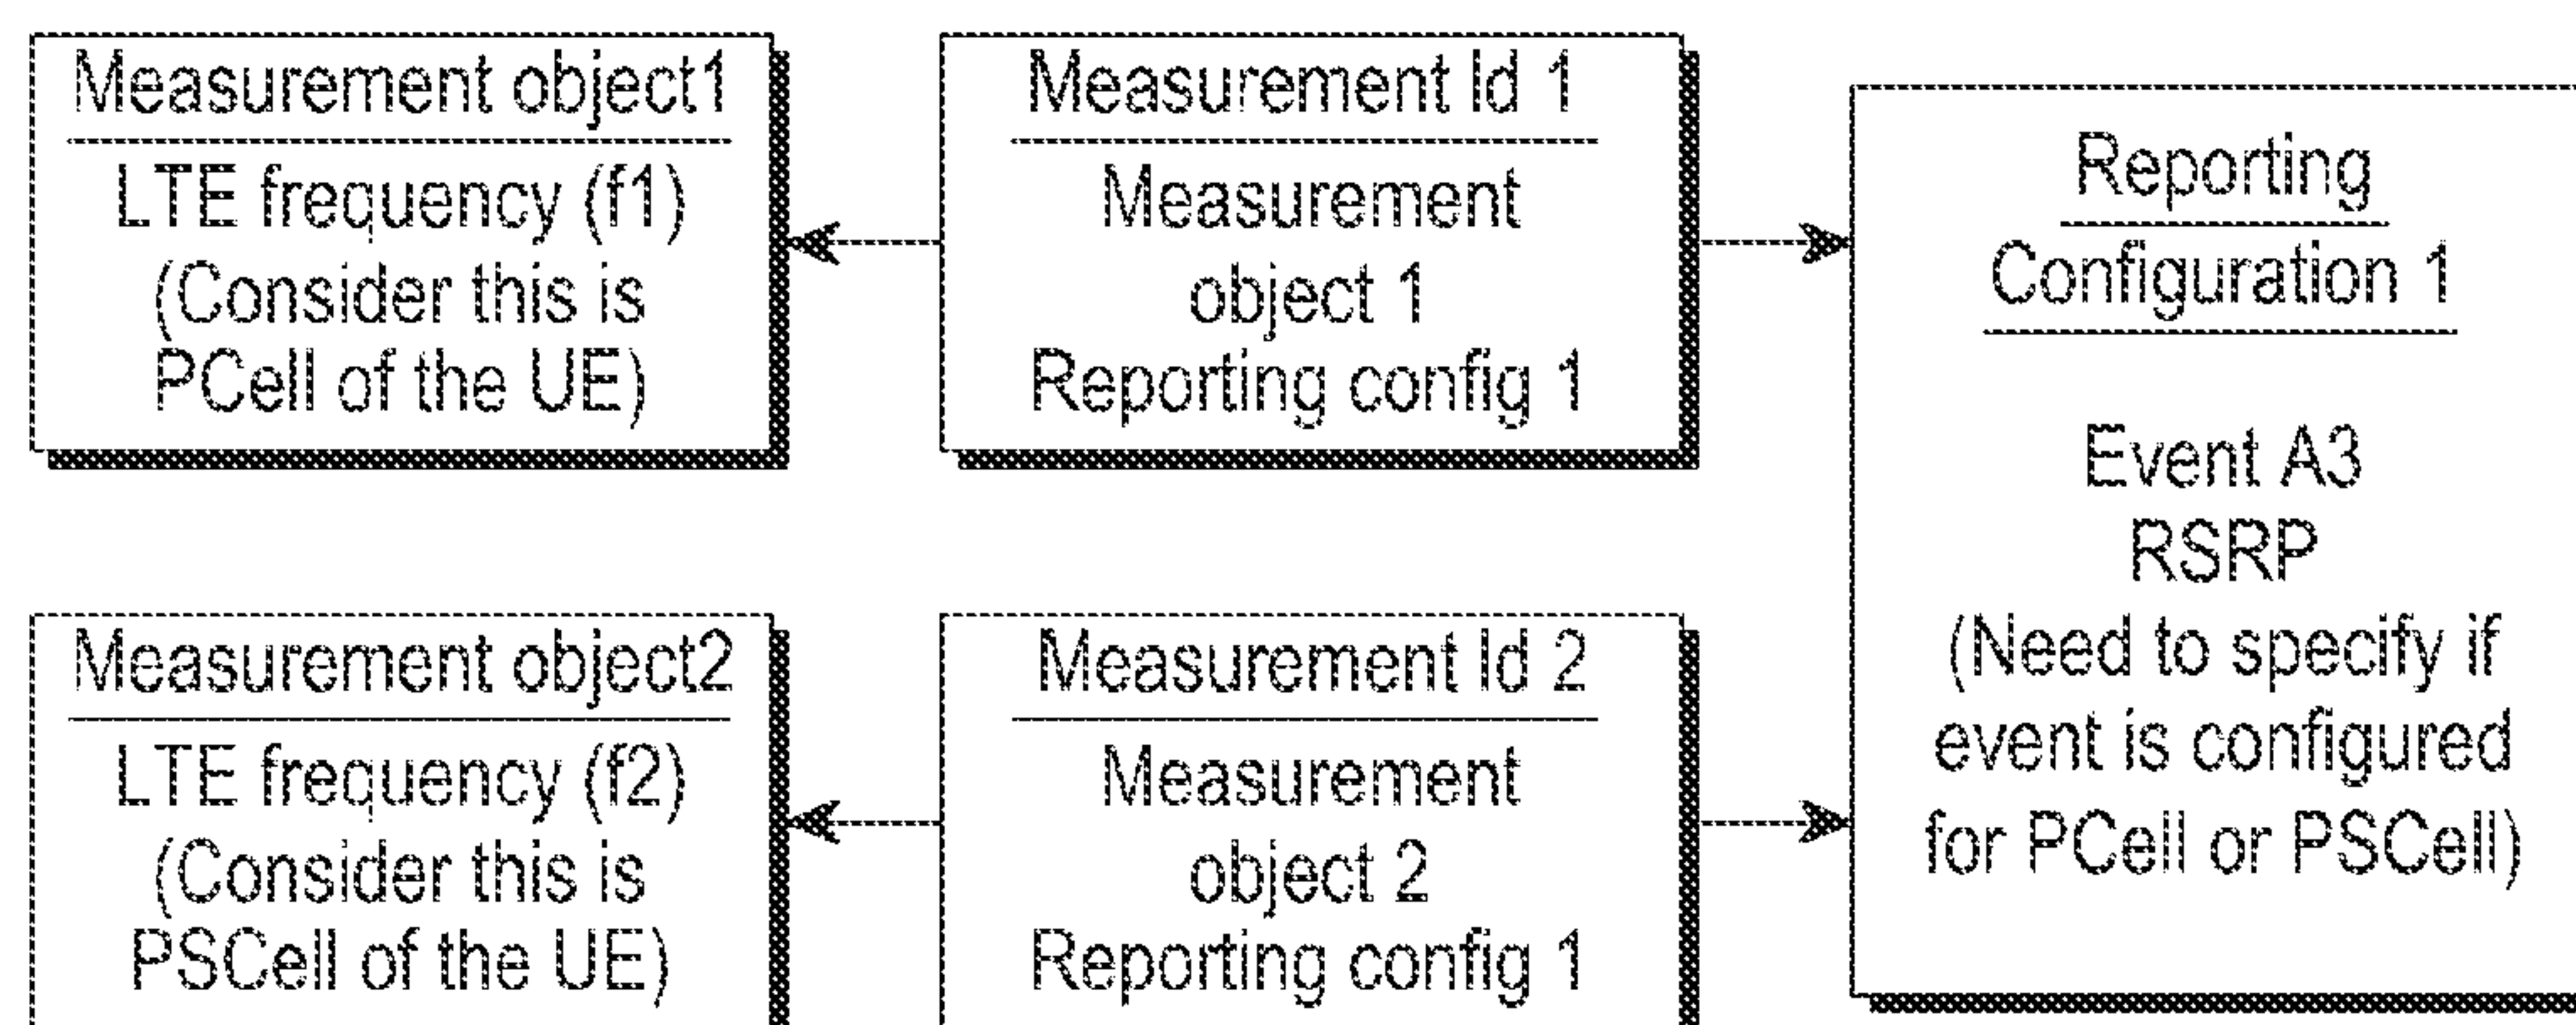 Measurement object1
LTE frequency (f1)
(Consider this is
PCell of the UE)
Measurement Id 1
Measurement
object 1
Reporting config 1
Reporting
Configuration 1
Event A3
RSRP
(Need to specify if
event is configured
for PCell or PSCell)
Measurement object2
LTE frequency (f2)
(Consider this is
PSCell of the UE)
Measurement Id 2
Measurement
object 2
Reporting config 1